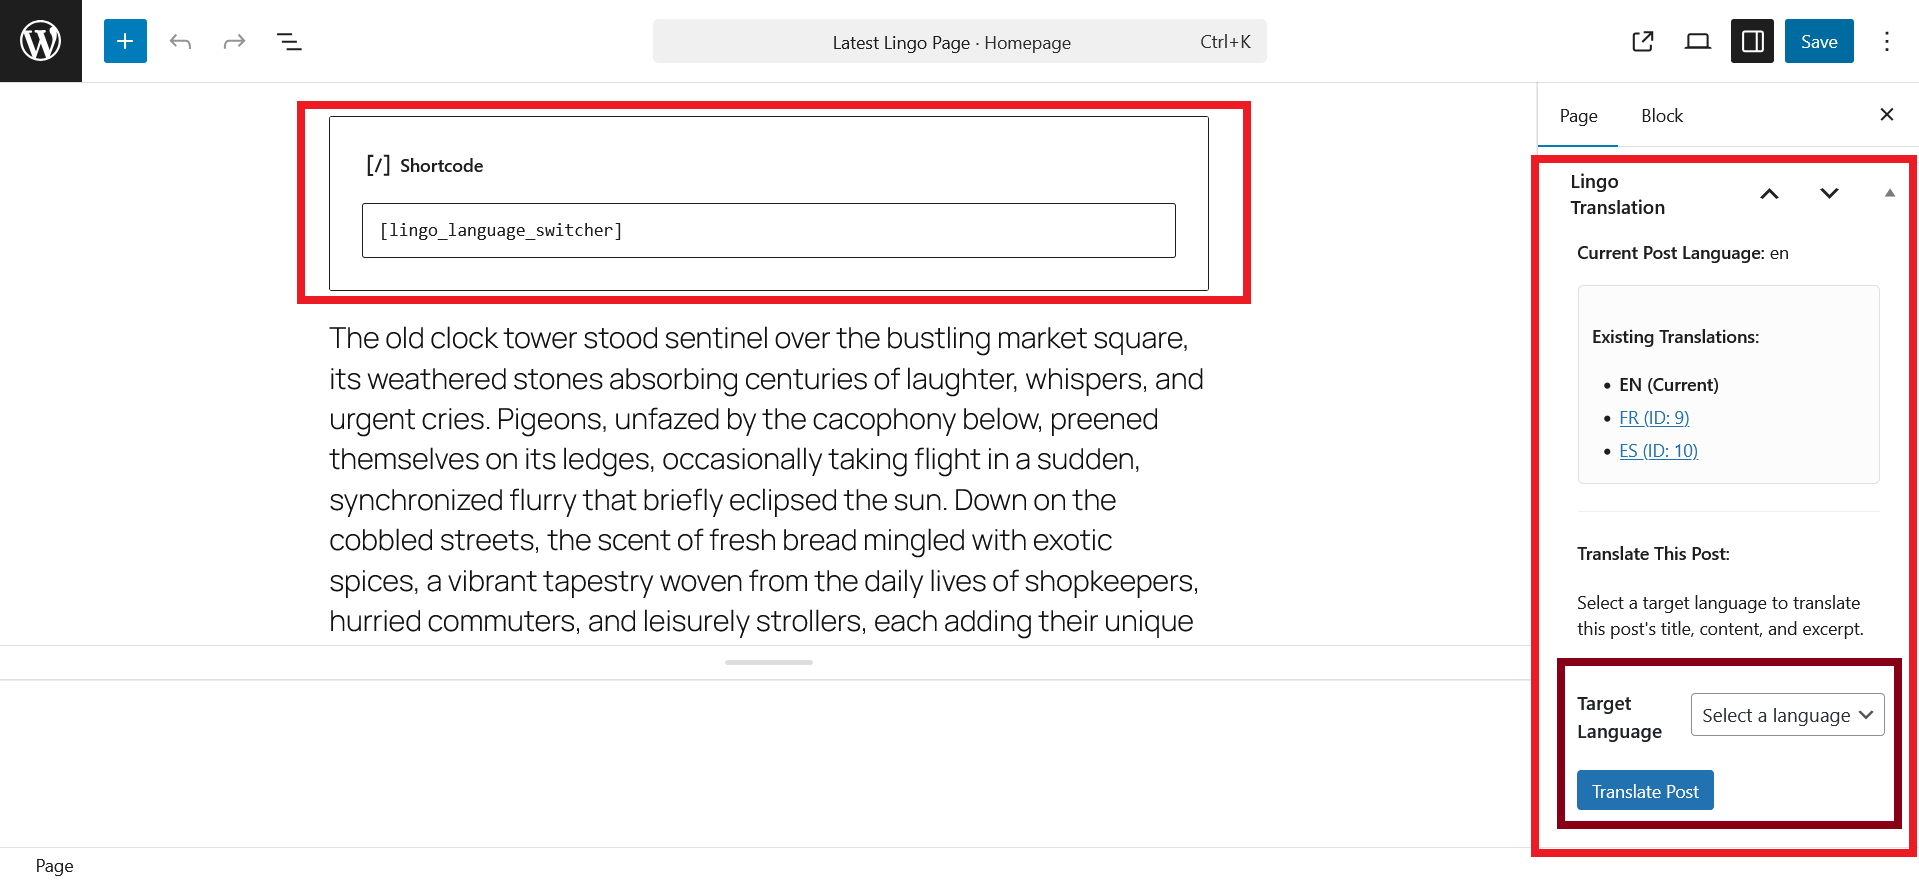 Latest Lingo Page · Homepage
Ctrl+K
Save
[/] Shortcode
[lingo_language_switcher]
The old clock tower stood sentinel over the bustling market square,
its weathered stones absorbing centuries of laughter, whispers, and
urgent cries. Pigeons, unfazed by the cacophony below, preened
themselves on its ledges, occasionally taking flight in a sudden,
synchronized flurry that briefly eclipsed the sun. Down on the
cobbled streets, the scent of fresh bread mingled with exotic
spices, a vibrant tapestry woven from the daily lives of shopkeepers,
hurried commuters, and leisurely strollers, each adding their unique
Page
Block
Lingo
Translation
Current Post Language: en
Existing Translations:
EN (Current)
FR (ID: 9)
ES (ID: 10)
Translate This Post:
Select a target language to translate
this post's title, content, and excerpt.
Target
Language
Select a language
Translate Post
Page